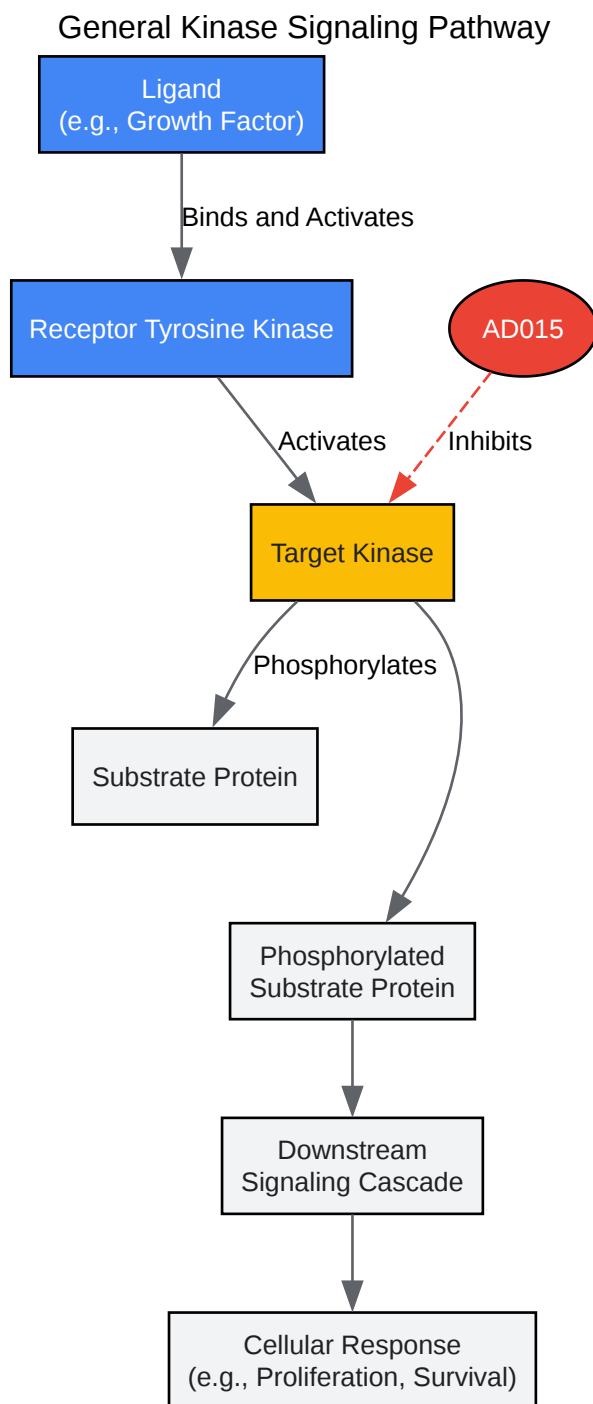 General Kinase Signaling Pathway
Ligand
(e.g., Growth Factor)
Binds and Activates
Receptor Tyrosine Kinase
AD015
Activates
Inhibits
Target Kinase
Phosphorylates
Substrate Protein
Phosphorylated
Substrate Protein
Downstream
Signaling Cascade
Cellular Response
(e.g., Proliferation, Survival)